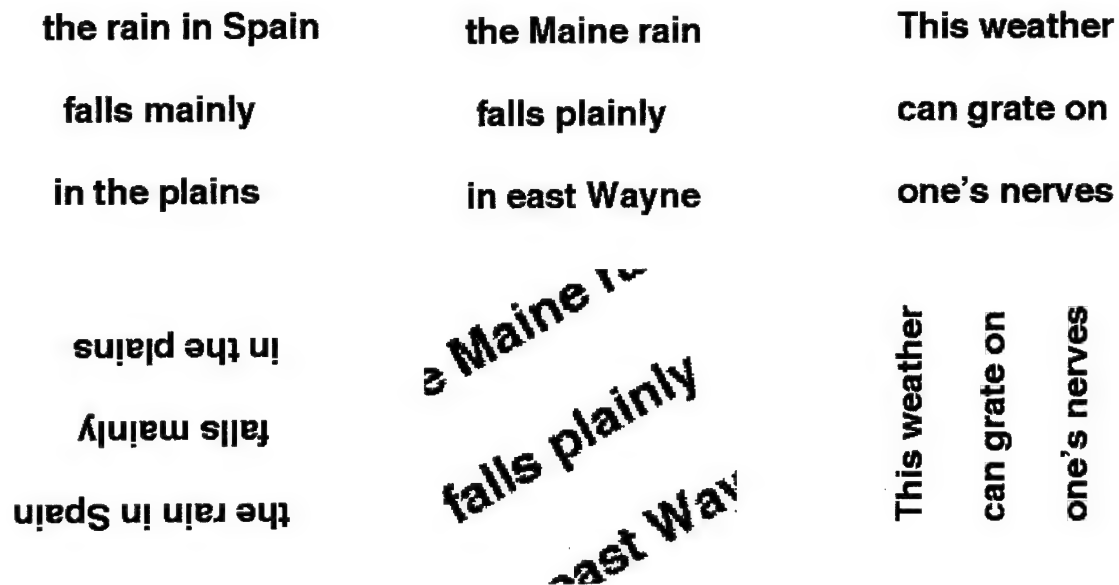 the rain in Spain
falls mainly
in the plains
the Maine rain
falls plainly
in east Wayne
This weather
can grate on
one's nerves
the rain in Spain
falls mainly
in the plains
e Maine
falls plainly
This weather
can grate on
one's nerves